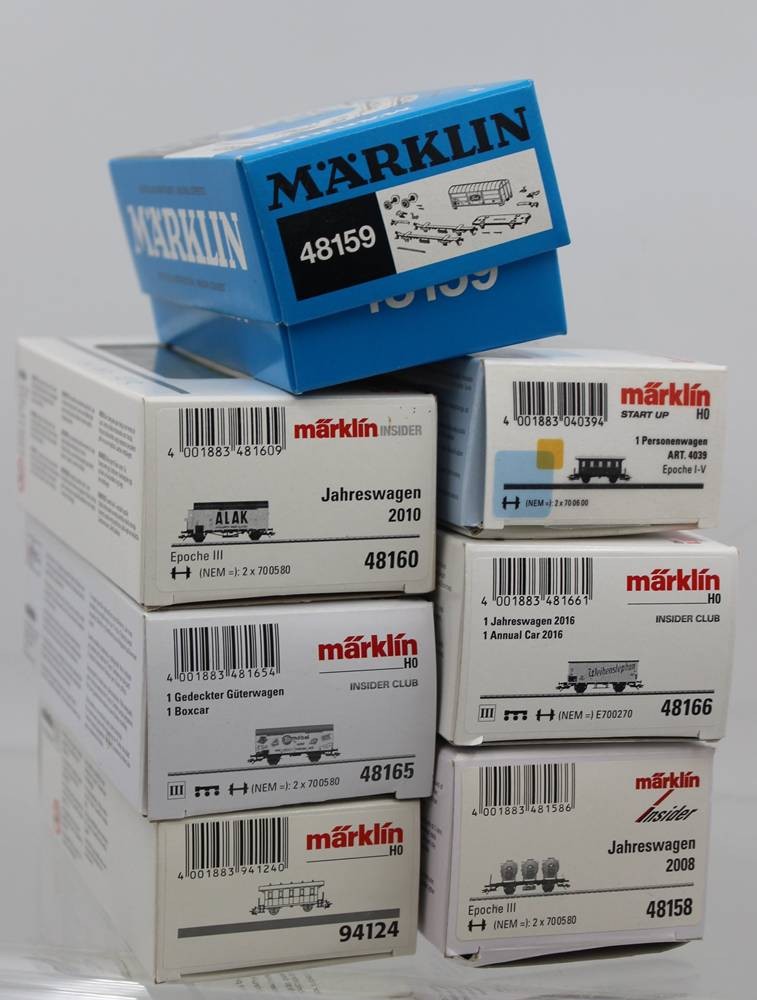 MÄRKLIN
48159
MÄRKLIN
48159
4 001883 481609
märklin INSIDER
Jahreswagen
2010
ALAK
Epoche III
(NEM =): 2 x 700580
48160
4 001883 040394
märklin
START UP H0
1 Personenwagen
ART. 4039
Epoche I-V
(NEM =): 2x 700600
4 001883 481654
märklin
H0
INSIDER CLUB
1 Gedeckter Güterwagen
1 Boxcar
III (NEM =): 2 x 700580
48165
4 001883 481661
märklin
H0
1 Jahreswagen 2016 INSIDER CLUB
1 Annual Car 2016
Weihenstephan
III (NEM =) E700270
48166
4 001883 941240
märklin
H0
94124
4 001883 481586
märklin
Insider
Jahreswagen
2008
Epoche III
(NEM =): 2 x 700580
48158